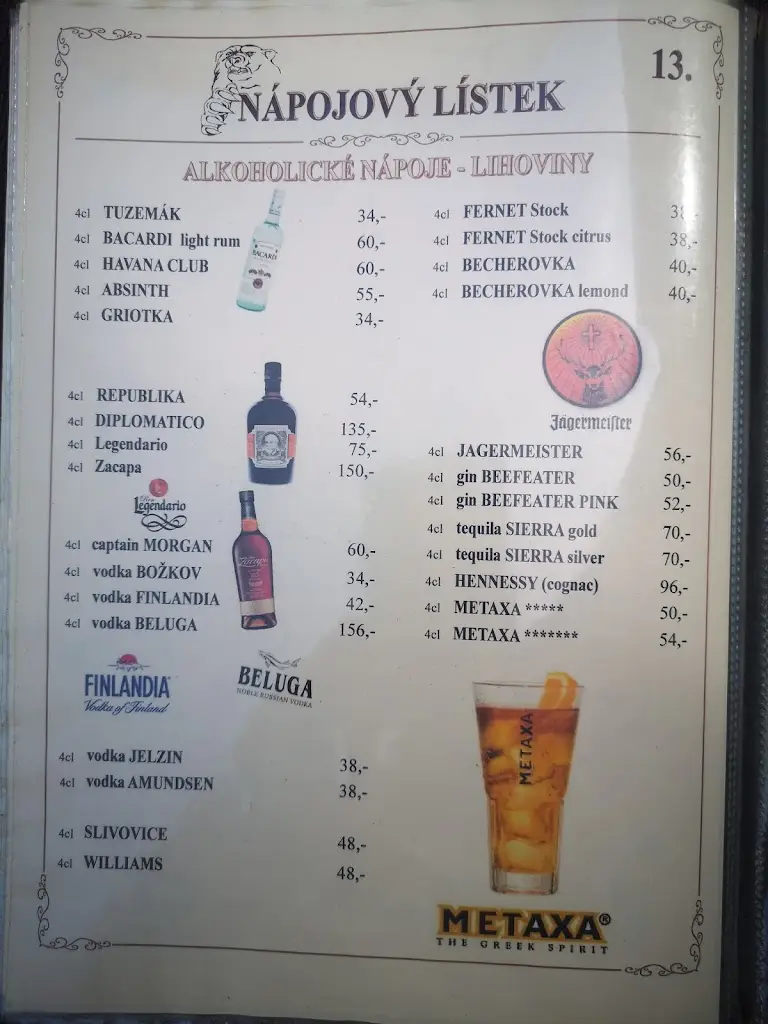 13.
NÁPOJOVÝ LÍSTEK
ALKOHOLICKÉ NÁPOJE - LIHOVINY
4cl TUZEMÁK 34,-
4cl BACARDI light rum 60,-
4cl HAVANA CLUB 60,-
4cl ABSINTH 55,-
4cl GRIOTKA 34,-
BACARDI
4cl REPUBLIKA 54,-
4cl DIPLOMATICO 135,-
4cl Legendario 75,-
4cl Zacapa 150,-
Ron
Legendario
Zacapa
4cl captain MORGAN 60,-
4cl vodka BOŽKOV 34,-
4cl vodka FINLANDIA 42,-
4cl vodka BELUGA 156,-
FINLANDIA
Vodka of Finland
BELUGA
NOBLE RUSSIAN VODKA
4cl vodka JELZIN 38,-
4cl vodka AMUNDSEN 38,-
4cl SLIVOVICE 48,-
4cl WILLIAMS 48,-
4cl FERNET Stock 38,-
4cl FERNET Stock citrus 38,-
4cl BECHEROVKA 40,-
4cl BECHEROVKA lemond 40,-
Jägermeister
4cl JAGERMEISTER 56,-
4cl gin BEEFEATER 50,-
4cl gin BEEFEATER PINK 52,-
4cl tequila SIERRA gold 70,-
4cl tequila SIERRA silver 70,-
4cl HENNESSY (cognac) 96,-
4cl METAXA ***** 50,-
4cl METAXA ******* 54,-
METAXA
METAXA®
THE GREEK SPIRIT